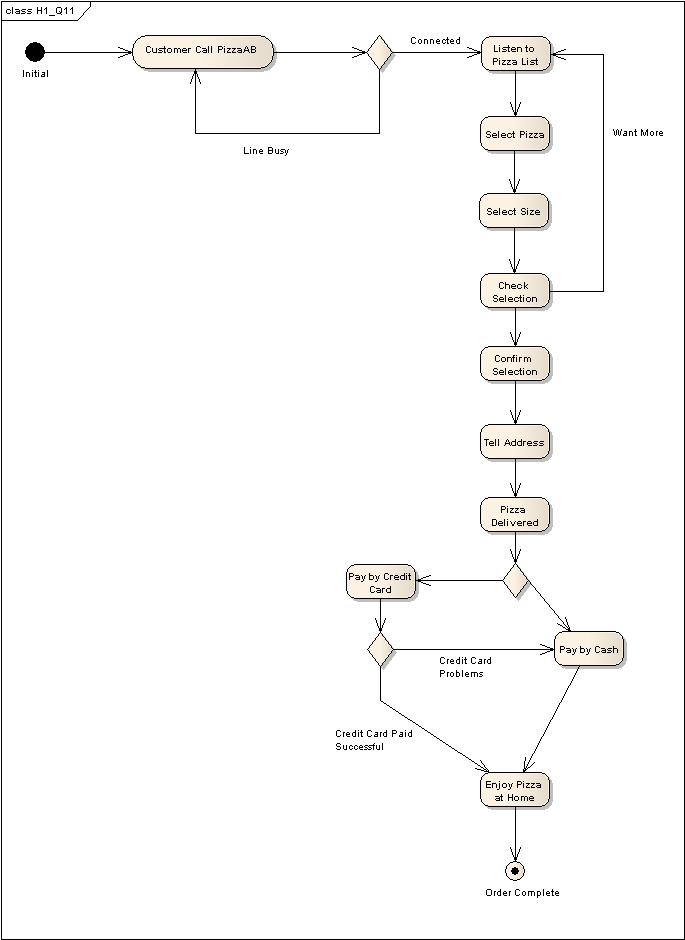 class H1_Q11
Customer Call PizzaAB
Connected
Listen to
Pizza List
Initial
Line Busy
Want More
Select Pizza
Select Size
Check
Selection
Confirm
Selection
Tell Address
Pizza
Delivered
Pay by Credit
Card
Pay by Cash
Credit Card
Problems
Credit Card Paid
Successful
Enjoy Pizza
at Home
Order Complete